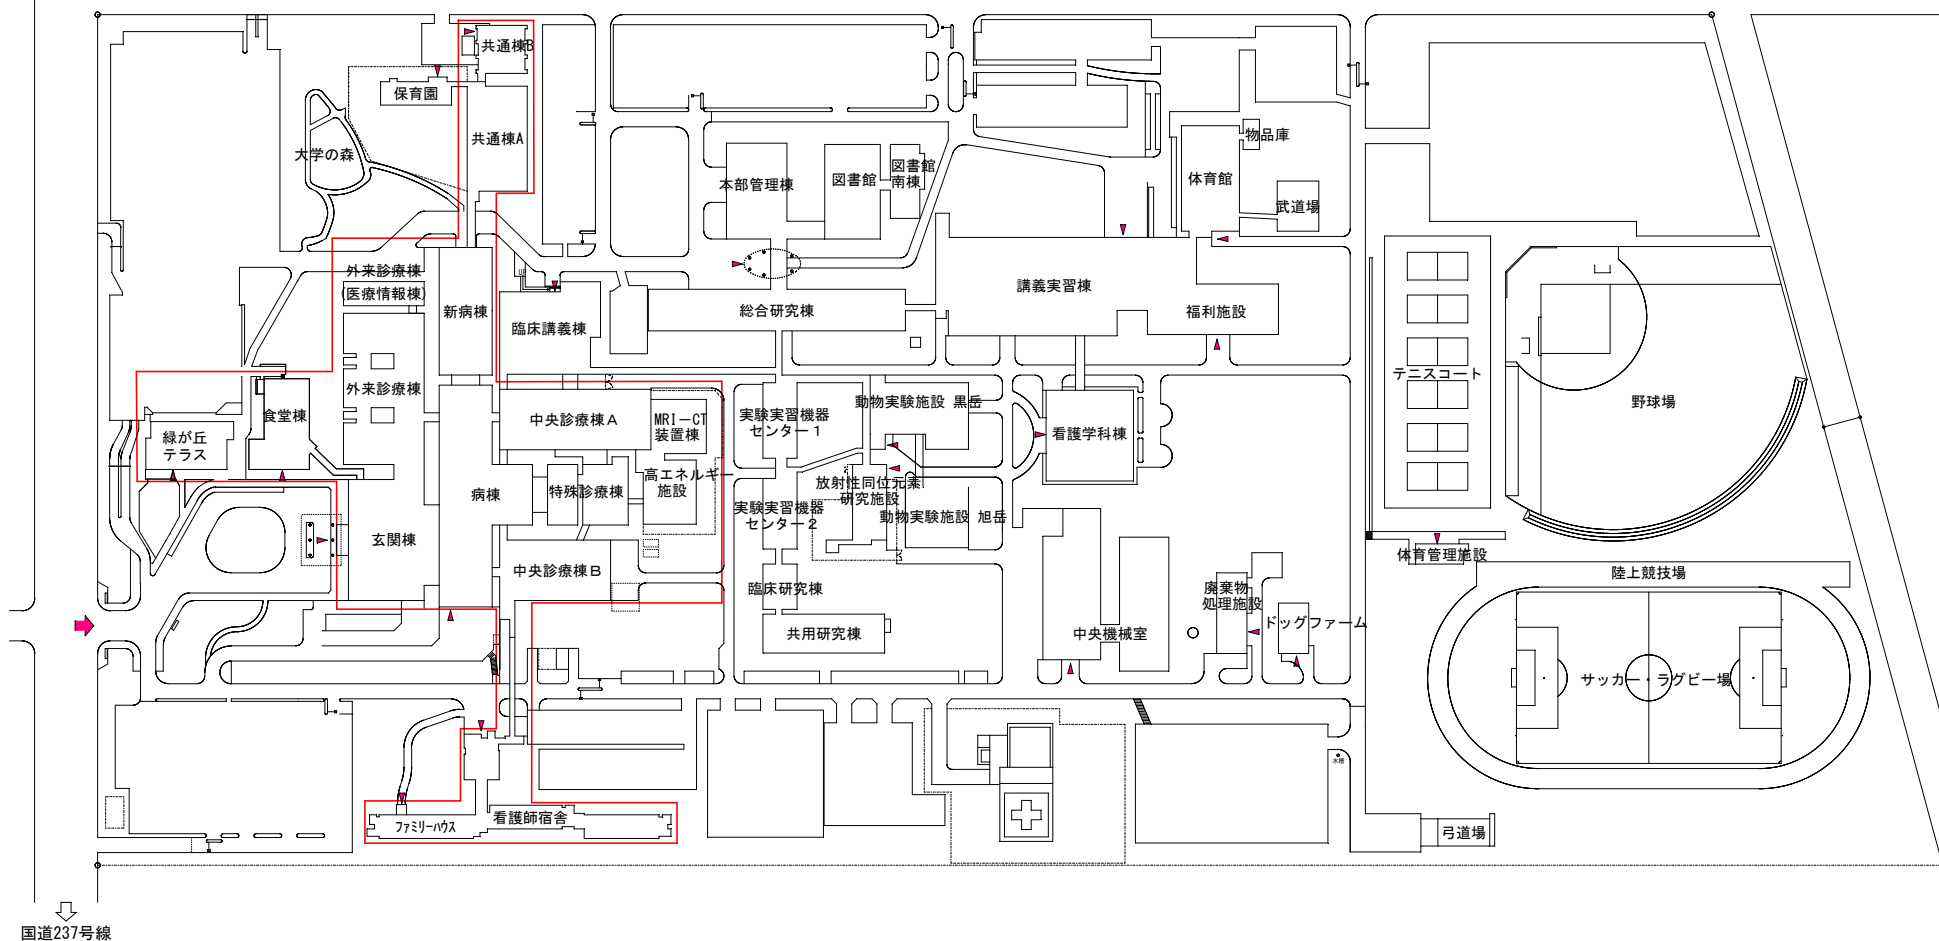 共通棟B
保育園
共通棟A
大学の森
物品庫
本部管理棟
図書館
図書館
南棟
体育館
武道場
外来診療棟
(医療情報棟)
新病棟
UP
臨床講義棟
総合研究棟
講義実習棟
福利施設
テニスコート
野球場
外来診療棟
食堂棟
緑が丘
テラス
中央診療棟A
MRI－CT
装置棟
実験実習機器
センター1
動物実験施設 黒岳
看護学科棟
病棟
特殊診療棟
高エネルギー
施設
放射性同位元素
研究施設
実験実習機器
センター2
動物実験施設 旭岳
玄関棟
中央診療棟B
臨床研究棟
共用研究棟
中央機械室
廃棄物
処理施設
ドッグファーム
体育管理施設
陸上競技場
サッカー・ラグビー場
水槽
弓道場
ファミリーハウス
看護師宿舎
国道237号線